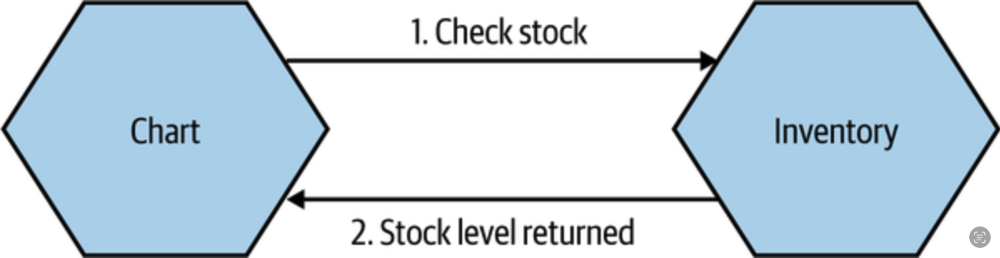 1. Check stock
Chart
Inventory
2. Stock level returned